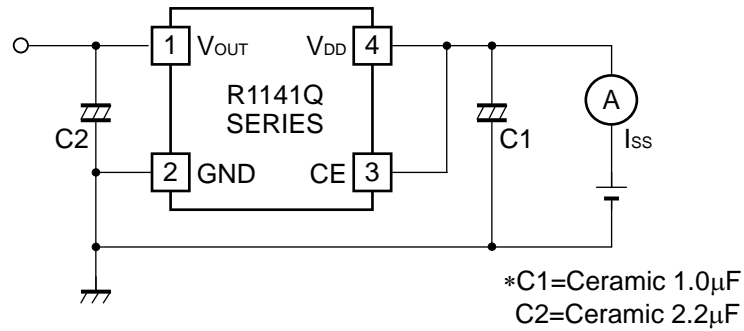 1 VOUT VDD 4
R1141Q
SERIES
C2
2 GND CE 3
C1
A
ISS
*C1=Ceramic 1.0μF
C2=Ceramic 2.2μF